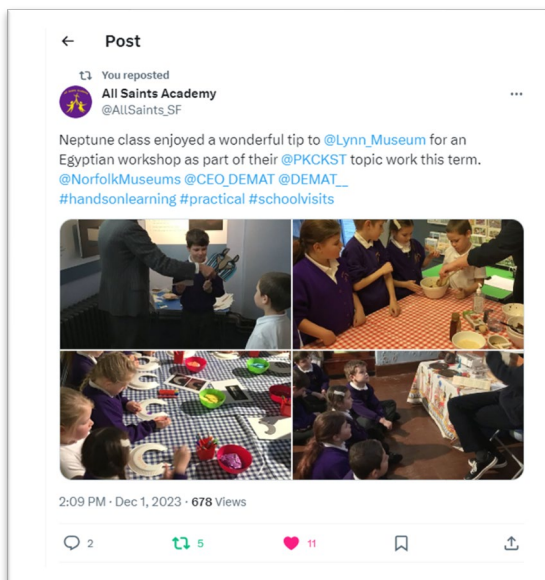 Post
You reposted
All Saints Academy
@AllSaints_SF
Neptune class enjoyed a wonderful tip to @Lynn_Museum for an
Egyptian workshop as part of their @PKCKST topic work this term.
@NorfolkMuseums @CEO_DEMAT @DEMAT__
#handsonlearning #practical #schoolvisits
2:09 PM · Dec 1, 2023 · 678 Views
2 5 11